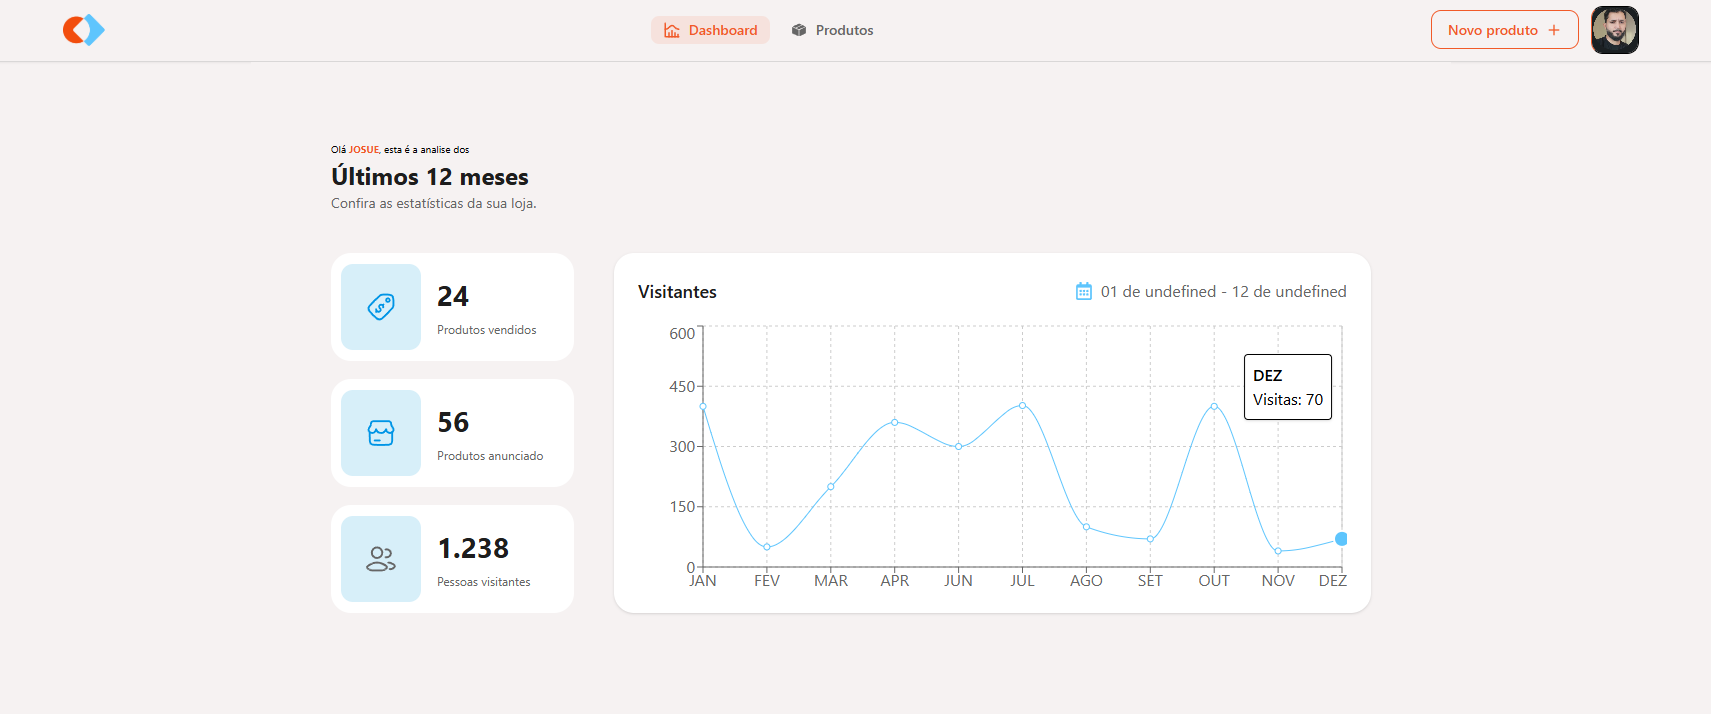 Dashboard
Produtos
Novo produto +
Olá JOSUE, esta é a analise dos
Últimos 12 meses
Confira as estatísticas da sua loja.
24
Produtos vendidos
56
Produtos anunciado
1.238
Pessoas visitantes
Visitantes
01 de undefined - 12 de undefined
600
450
300
150
0
DEZ
Visitas: 70
JAN FEV MAR APR JUN JUL AGO SET OUT NOV DEZ